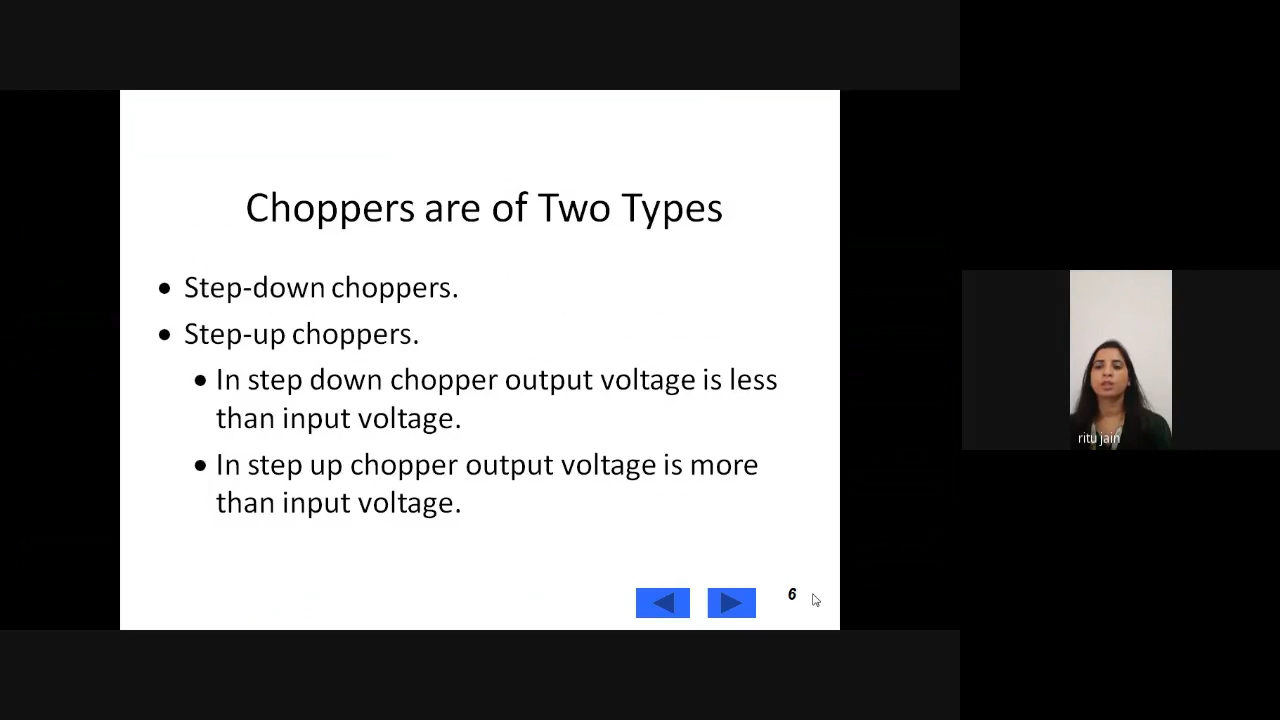 Choppers are of Two Types
• Step-down choppers.
• Step-up choppers.
• In step down chopper output voltage is less
than input voltage.
• In step up chopper output voltage is more
than input voltage.
6
ritu jain